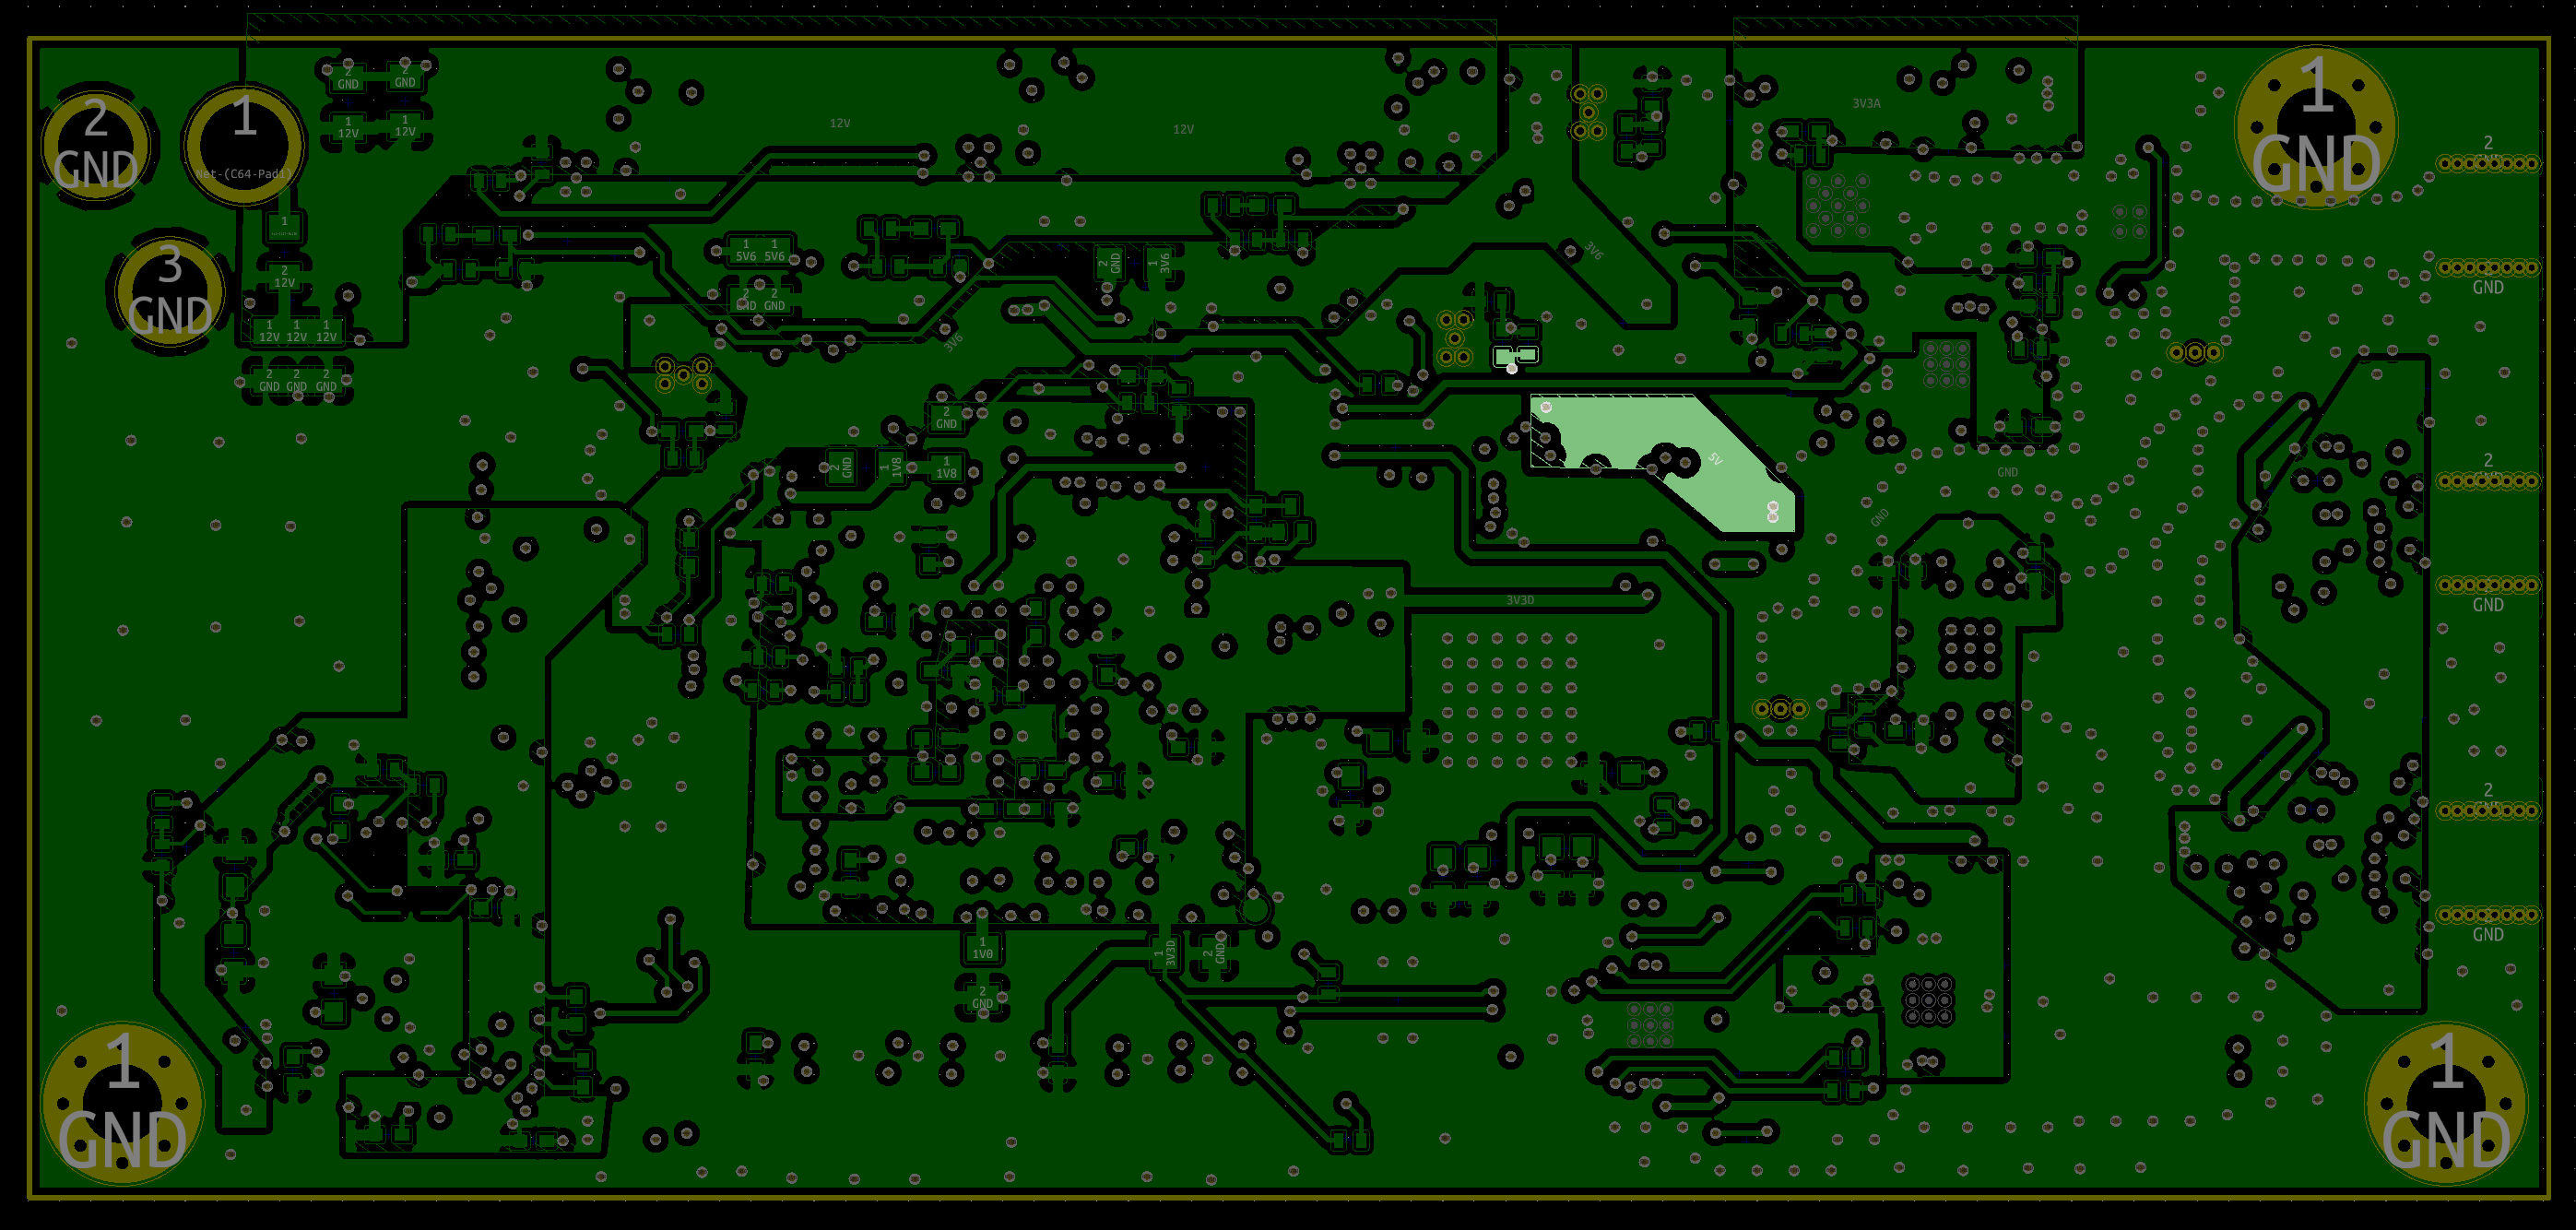 2
GND
1
Net-(C64-Pad1)
3
GND
2
GND
2
GND
1
12V
1
12V
1
2
12V
1 1 1
12V 12V 12V
2 2 2
GND GND GND
12V
12V
3V3A
1
GND
2
GND
1 1
5V6 5V6
2 2
GND GND
2
GND
1
3V6
3V6
3V6
2
GND
2
GND
1
1V8
1
1V8
5V
GND
GND
2
GND
3V3D
2
GND
1
1V0
1
3V3D
2
GND
2
GND
1
GND
1
GND